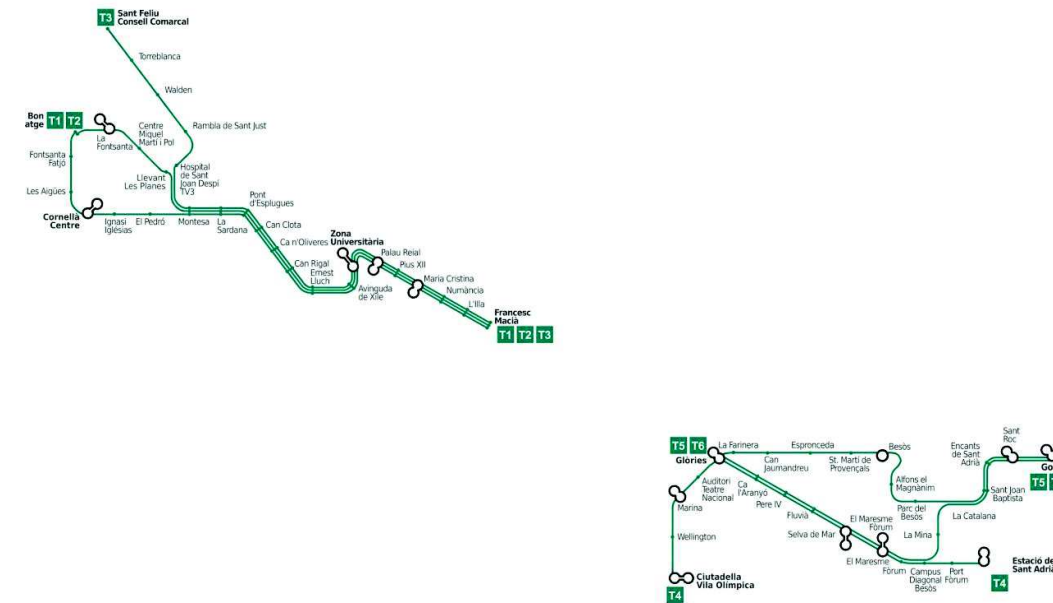 T3
Sant Feliu
Consell Comarcal
Torreblanca
Walden
Rambla de Sant Just
Bon
atge
T1 T2
La
Fontsanta
Centre
Miquel
Martí i Pol
Fontsanta
Fatjó
Les Aigües
Cornellà
Centre
Llevant
Les Planes
Hospital
de Sant
Joan Despí
TV3
Ignasi
Iglésias
El Pedró
Montesa
La
Sardana
Pont
d'Esplugues
Can Clota
Ca n'Oliveres
Can Rigal
Ernest
Lluch
Zona
Universitària
Avinguda
de Xile
Palau Reial
Pius XII
Maria Cristina
Numància
L'Illa
Francesc
Macià
T1 T2 T3
T5 T6
Glòries
La Farinera
Can
Jaumandreu
Espronceda
St. Martí de
Provençals
Besòs
Alfons el
Magnànim
Parc del
Besòs
Encants
de Sant
Adrià
Sant
Roc
Go
T5
Sant Joan
Baptista
La Catalana
La Mina
Auditori
Teatre
Nacional
Marina
Wellington
Ciutadella
Vila Olímpica
T4
Ca
l'Aranyó
Pere IV
Fluvià
Selva de Mar
El Maresme
Fòrum
El Maresme
Fòrum
Campus
Diagonal
Besòs
Port
Fòrum
Estació de
Sant Adrià
T4